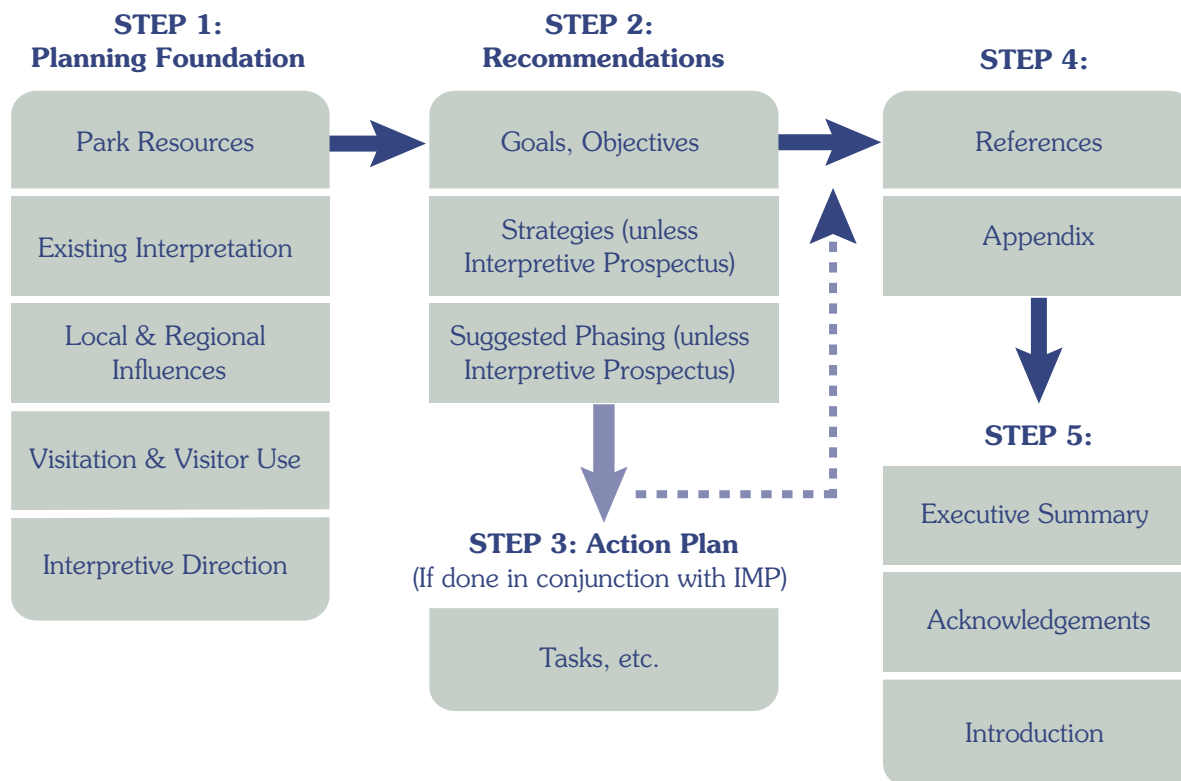 STEP 1:
Planning Foundation
Park Resources
Existing Interpretation
Local & Regional
Influences
Visitation & Visitor Use
Interpretive Direction
STEP 2:
Recommendations
Goals, Objectives
Strategies (unless
Interpretive Prospectus)
Suggested Phasing (unless
Interpretive Prospectus)
STEP 3: Action Plan
(If done in conjunction with IMP)
Tasks, etc.
STEP 4:
References
Appendix
STEP 5:
Executive Summary
Acknowledgements
Introduction